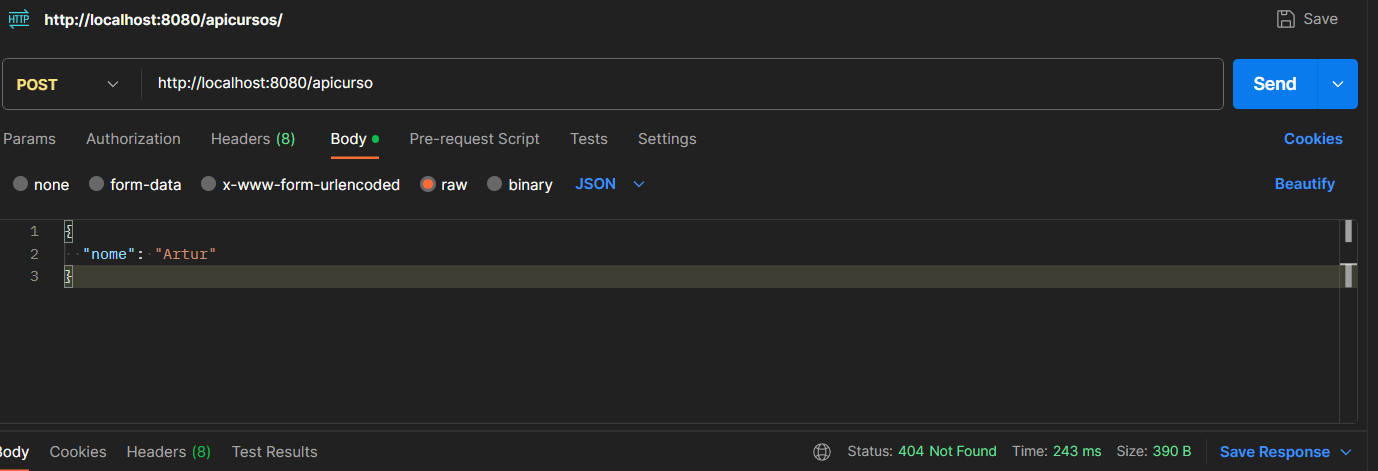 HTTP http://localhost:8080/apicursos/ Save
POST http://localhost:8080/apicurso Send
Params Authorization Headers (8) Body Pre-request Script Tests Settings Cookies
none form-data x-www-form-urlencoded raw binary JSON Beautify
1 {
2 "nome": "Artur"
3 }
Body Cookies Headers (8) Test Results Status: 404 Not Found Time: 243 ms Size: 390 B Save Response